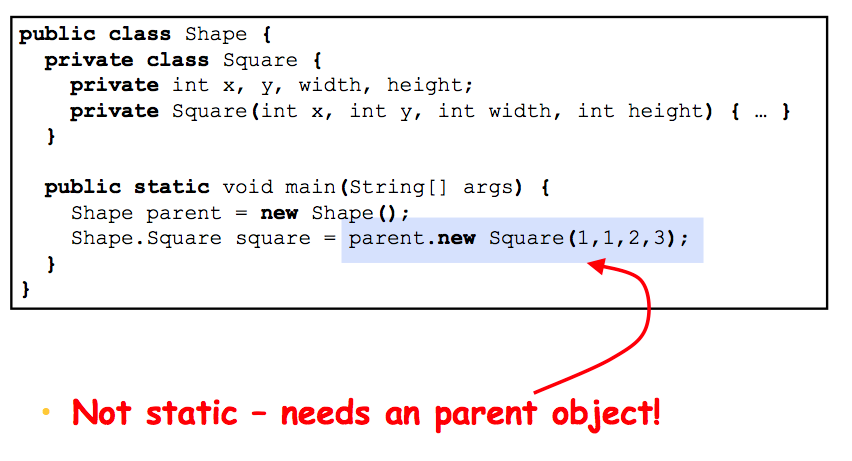 public class Shape {
private class Square {
private int x, y, width, height;
private Square(int x, int y, int width, int height) { … }
}
public static void main(String[] args) {
Shape parent = new Shape();
Shape.Square square = parent.new Square(1,1,2,3);
}
}
• Not static – needs an parent object!